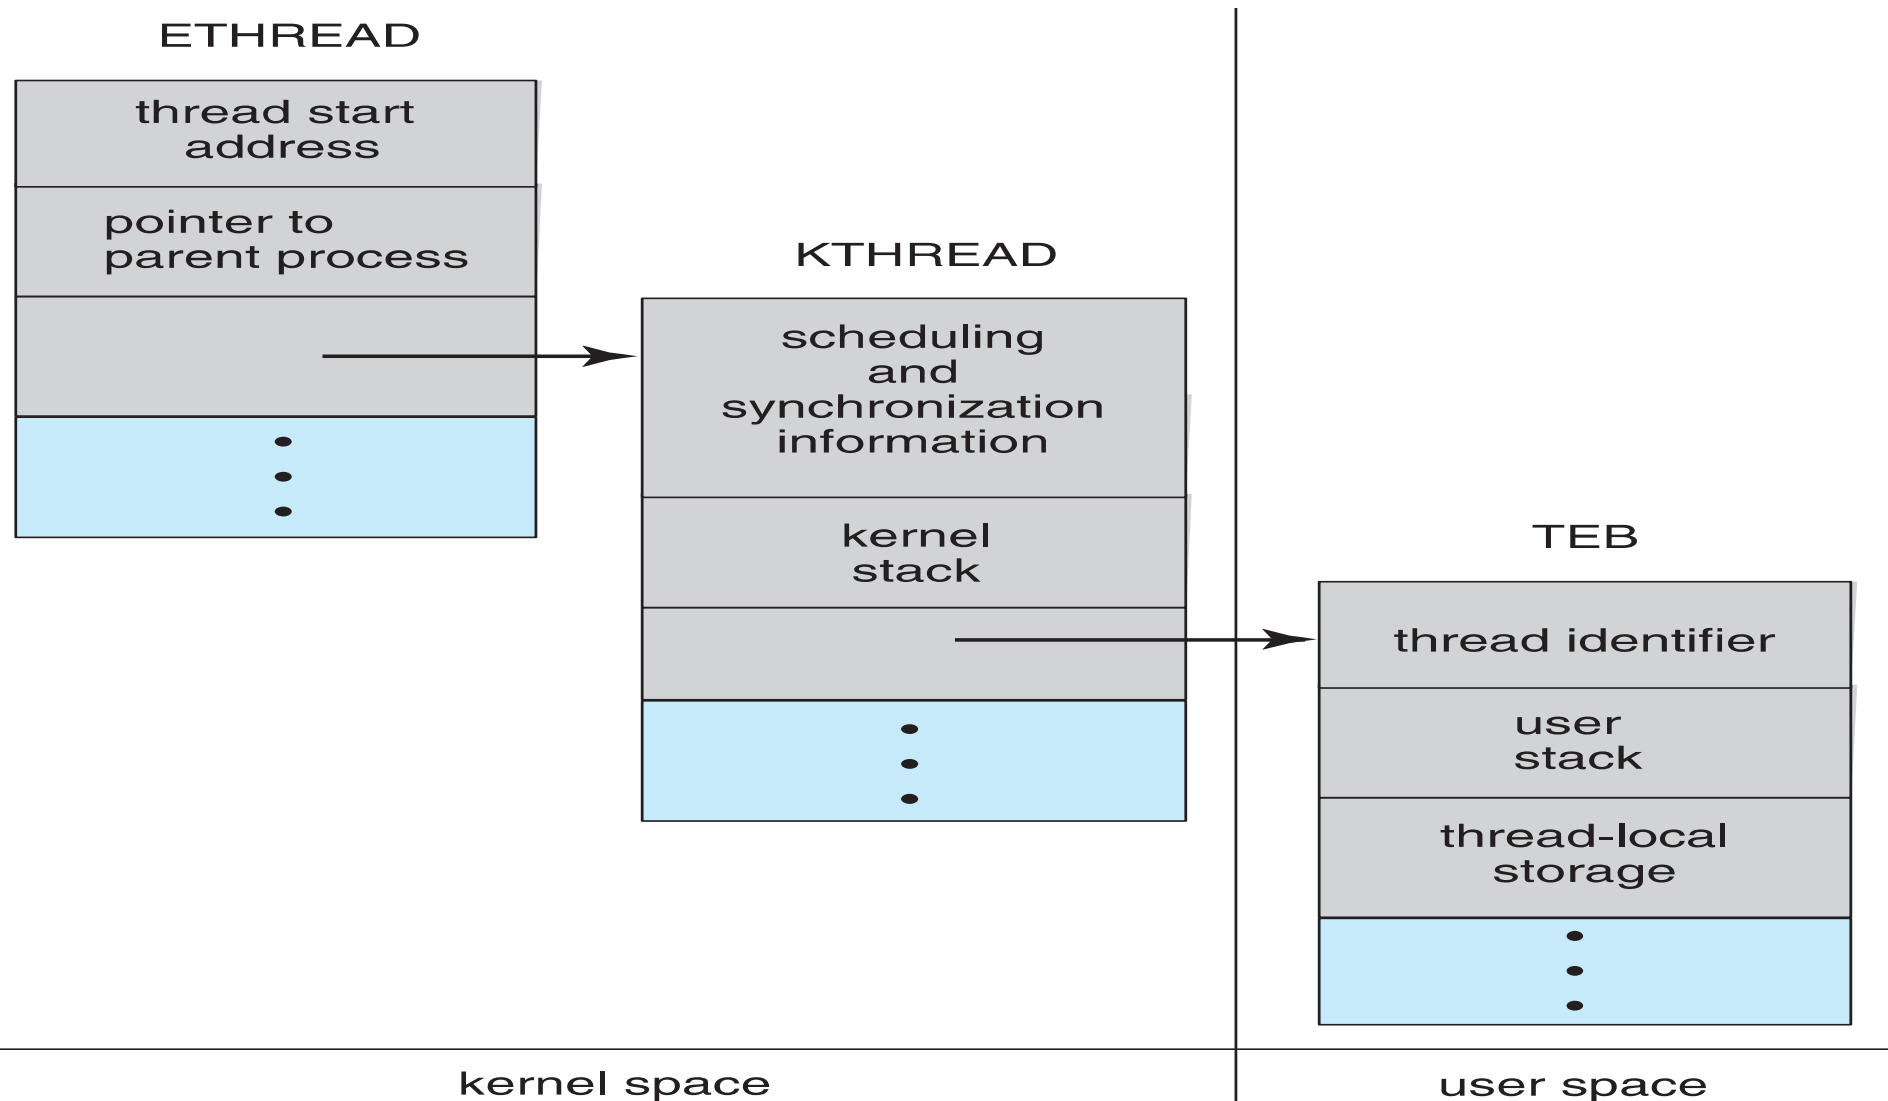 ETHREAD
thread start
address
pointer to
parent process
KTHREAD
scheduling
and
synchronization
information
kernel
stack
TEB
thread identifier
user
stack
thread-local
storage
kernel space
user space